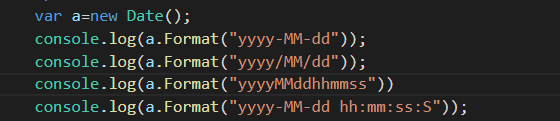 var a=new Date();
console.log(a.Format("yyyy-MM-dd"));
console.log(a.Format("yyyy/MM/dd"));
console.log(a.Format("yyyyMMddhhmmss"))
console.log(a.Format("yyyy-MM-dd hh:mm:ss:S"));